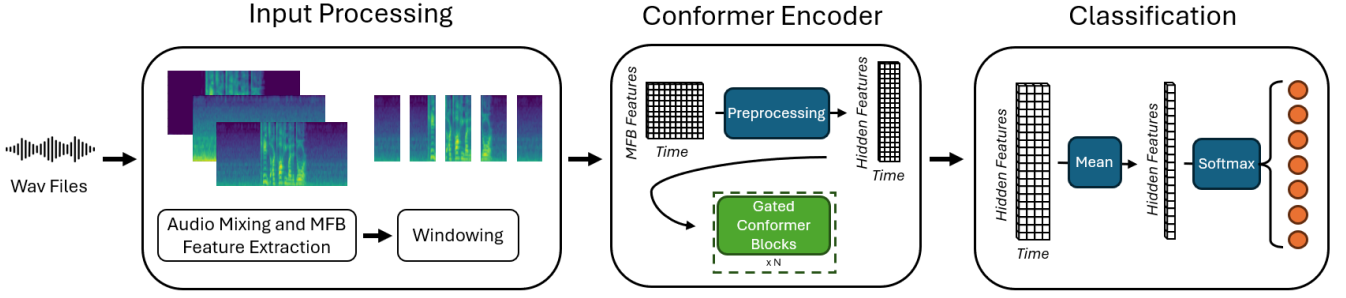 Input Processing
Conformer Encoder
Classification
Wav Files
Audio Mixing and MFB
Feature Extraction
Windowing
MFB Features
Time
Preprocessing
Hidden Features
Time
Gated
Conformer
Blocks
x N
Hidden Features
Time
Mean
Hidden Features
Softmax